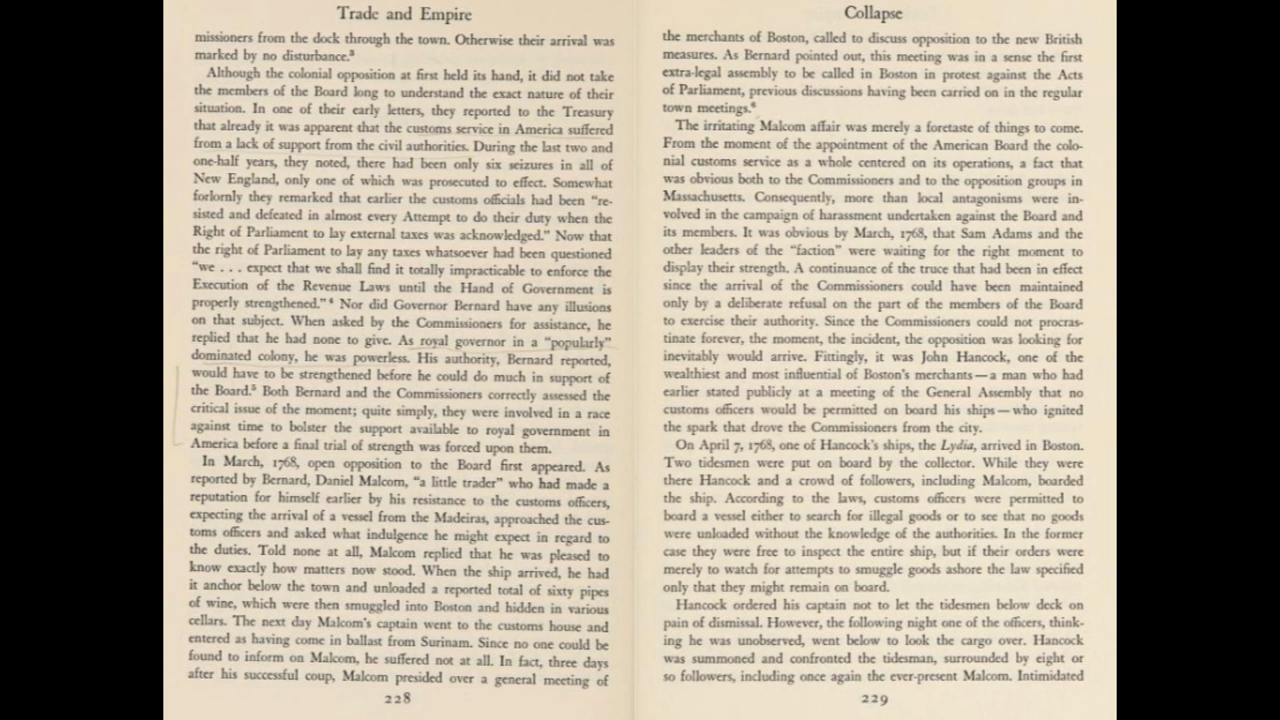 Trade and Empire
missioners from the dock through the town. Otherwise their arrival was
marked by no disturbance.³
Although the colonial opposition at first held its hand, it did not take
the members of the Board long to understand the exact nature of their
situation. In one of their early letters, they reported to the Treasury
that already it was apparent that the customs service in America suffered
from a lack of support from the civil authorities. During the last two and
one-half years, they noted, there had been only six seizures in all of
New England, only one of which was prosecuted to effect. Somewhat
forlornly they remarked that earlier the customs officials had been “re-
sisted and defeated in almost every Attempt to do their duty when the
Right of Parliament to lay external taxes was acknowledged.” Now that
the right of Parliament to lay any taxes whatsoever had been questioned
“we . . . expect that we shall find it totally impracticable to enforce the
Execution of the Revenue Laws until the Hand of Government is
properly strengthened.” ⁴ Nor did Governor Bernard have any illusions
on that subject. When asked by the Commissioners for assistance, he
replied that he had none to give. As royal governor in a “popularly”
dominated colony, he was powerless. His authority, Bernard reported,
would have to be strengthened before he could do much in support of
the Board.⁵ Both Bernard and the Commissioners correctly assessed the
critical issue of the moment; quite simply, they were involved in a race
against time to bolster the support available to royal government in
America before a final trial of strength was forced upon them.
In March, 1768, open opposition to the Board first appeared. As
reported by Bernard, Daniel Malcom, “a little trader” who had made a
reputation for himself earlier by his resistance to the customs officers,
expecting the arrival of a vessel from the Madeiras, approached the cus-
toms officers and asked what indulgence he might expect in regard to
the duties. Told none at all, Malcom replied that he was pleased to
know exactly how matters now stood. When the ship arrived, he had
it anchor below the town and unloaded a reported total of sixty pipes
of wine, which were then smuggled into Boston and hidden in various
cellars. The next day Malcom’s captain went to the customs house and
entered as having come in ballast from Surinam. Since no one could be
found to inform on Malcom, he suffered not at all. In fact, three days
after his successful coup, Malcom presided over a general meeting of
228
Collapse
the merchants of Boston, called to discuss opposition to the new British
measures. As Bernard pointed out, this meeting was in a sense the first
extra-legal assembly to be called in Boston in protest against the Acts
of Parliament, previous discussions having been carried on in the regular
town meetings.⁶
The irritating Malcom affair was merely a foretaste of things to come.
From the moment of the appointment of the American Board the colo-
nial customs service as a whole centered on its operations, a fact that
was obvious both to the Commissioners and to the opposition groups in
Massachusetts. Consequently, more than local antagonisms were in-
volved in the campaign of harassment undertaken against the Board and
its members. It was obvious by March, 1768, that Sam Adams and the
other leaders of the “faction” were waiting for the right moment to
display their strength. A continuance of the truce that had been in effect
since the arrival of the Commissioners could have been maintained
only by a deliberate refusal on the part of the members of the Board
to exercise their authority. Since the Commissioners could not procras-
tinate forever, the moment, the incident, the opposition was looking for
inevitably would arrive. Fittingly, it was John Hancock, one of the
wealthiest and most influential of Boston’s merchants—a man who had
earlier stated publicly at a meeting of the General Assembly that no
customs officers would be permitted on board his ships—who ignited
the spark that drove the Commissioners from the city.
On April 7, 1768, one of Hancock’s ships, the Lydia, arrived in Boston.
Two tidesmen were put on board by the collector. While they were
there Hancock and a crowd of followers, including Malcom, boarded
the ship. According to the laws, customs officers were permitted to
board a vessel either to search for illegal goods or to see that no goods
were unloaded without the knowledge of the authorities. In the former
case they were free to inspect the entire ship, but if their orders were
merely to watch for attempts to smuggle goods ashore the law specified
only that they might remain on board.
Hancock ordered his captain not to let the tidesmen below deck on
pain of dismissal. However, the following night one of the officers, think-
ing he was unobserved, went below to look the cargo over. Hancock
was summoned and confronted the tidesman, surrounded by eight or
so followers, including once again the ever-present Malcom. Intimidated
229